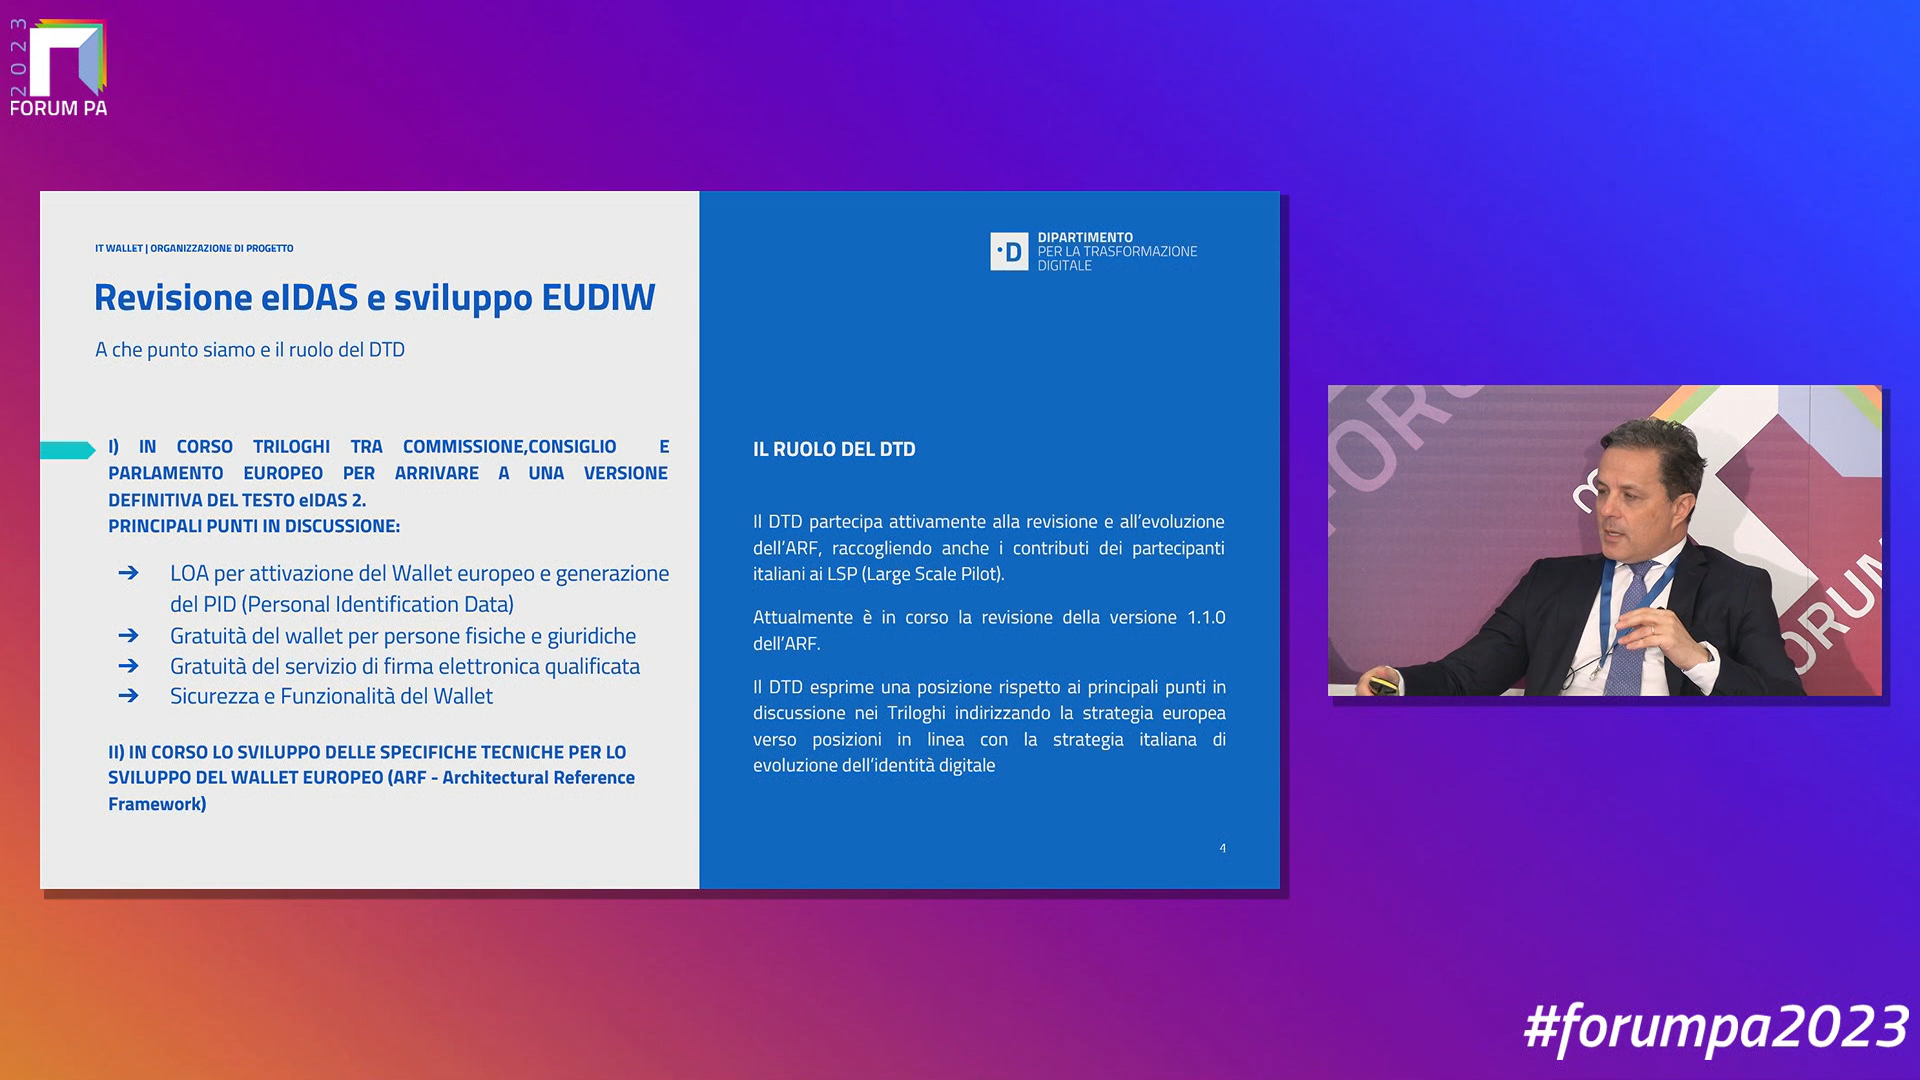 2023
FORUM PA
IT WALLET | ORGANIZZAZIONE DI PROGETTO
Revisione eIDAS e sviluppo EUDIW
A che punto siamo e il ruolo del DTD
I) IN CORSO TRILOGHI TRA COMMISSIONE,CONSIGLIO E
PARLAMENTO EUROPEO PER ARRIVARE A UNA VERSIONE
DEFINITIVA DEL TESTO eIDAS 2.
PRINCIPALI PUNTI IN DISCUSSIONE:
➔ LOA per attivazione del Wallet europeo e generazione
del PID (Personal Identification Data)
➔ Gratuità del wallet per persone fisiche e giuridiche
➔ Gratuità del servizio di firma elettronica qualificata
➔ Sicurezza e Funzionalità del Wallet
II) IN CORSO LO SVILUPPO DELLE SPECIFICHE TECNICHE PER LO
SVILUPPO DEL WALLET EUROPEO (ARF - Architectural Reference
Framework)
D
DIPARTIMENTO
PER LA TRASFORMAZIONE
DIGITALE
IL RUOLO DEL DTD
Il DTD partecipa attivamente alla revisione e all’evoluzione
dell’ARF, raccogliendo anche i contributi dei partecipanti
italiani ai LSP (Large Scale Pilot).
Attualmente è in corso la revisione della versione 1.1.0
dell’ARF.
Il DTD esprime una posizione rispetto ai principali punti in
discussione nei Triloghi indirizzando la strategia europea
verso posizioni in linea con la strategia italiana di
evoluzione dell’identità digitale
4
FORU
FORUM
#forumpa2023